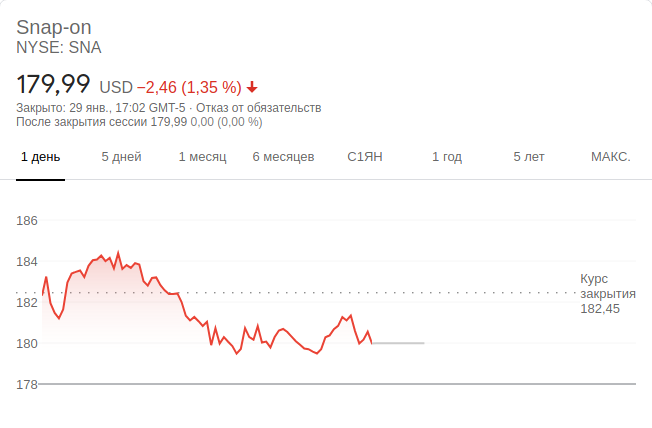 Snap-on
NYSE: SNA
179,99 USD −2,46 (1,35 %)
Закрыто: 29 янв., 17:02 GMT-5 · Отказ от обязательств
После закрытия сессии 179,99 0,00 (0,00 %)
1 день 5 дней 1 месяц 6 месяцев С1ЯН 1 год 5 лет МАКС.
186
184
Курс
закрытия
182,45
182
180
178